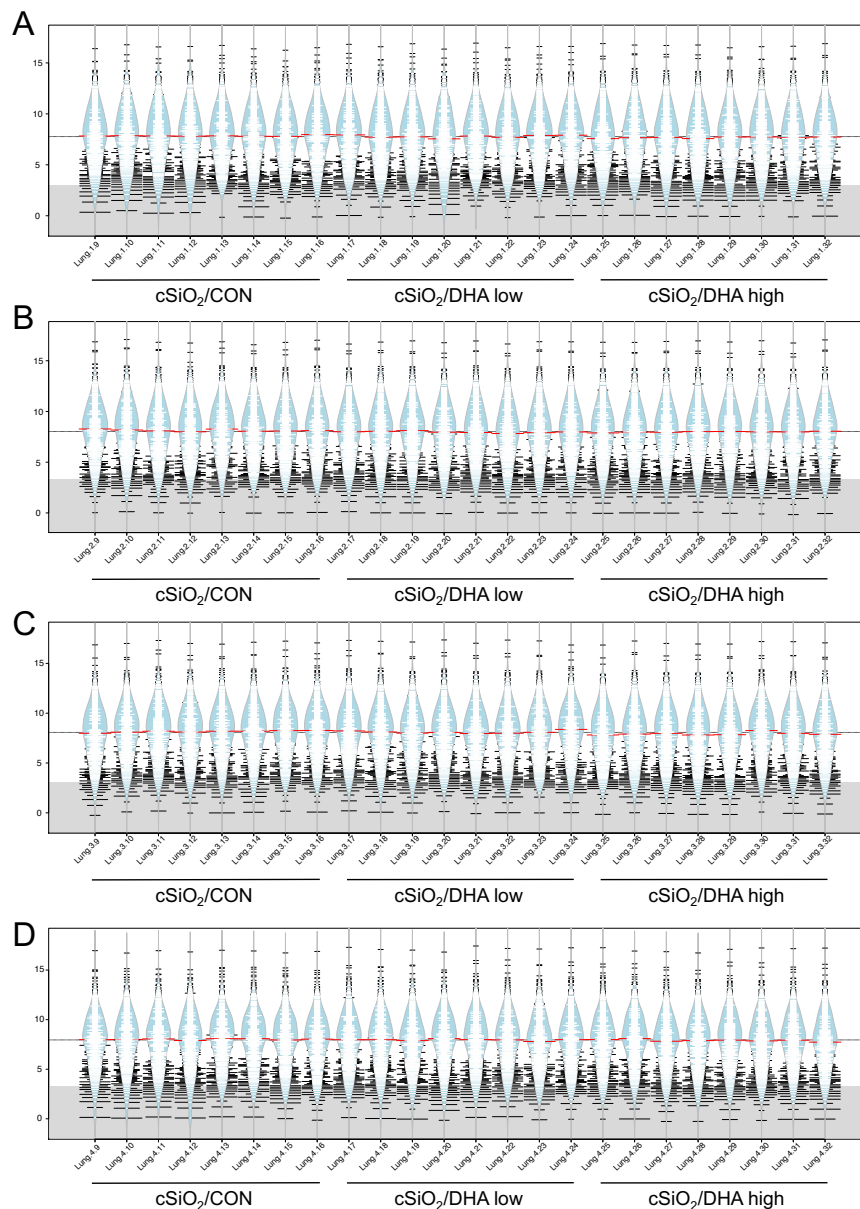 A
15
10
5
0
Lung.1.9 Lung.1.10 Lung.1.11 Lung.1.12 Lung.1.13 Lung.1.14 Lung.1.15 Lung.1.16 Lung.1.17 Lung.1.18 Lung.1.19 Lung.1.20 Lung.1.21 Lung.1.22 Lung.1.23 Lung.1.24 Lung.1.25 Lung.1.26 Lung.1.27 Lung.1.28 Lung.1.29 Lung.1.30 Lung.1.31 Lung.1.32
cSiO₂/CON cSiO₂/DHA low cSiO₂/DHA high
B
15
10
5
0
Lung.2.9 Lung.2.10 Lung.2.11 Lung.2.12 Lung.2.13 Lung.2.14 Lung.2.15 Lung.2.16 Lung.2.17 Lung.2.18 Lung.2.19 Lung.2.20 Lung.2.21 Lung.2.22 Lung.2.23 Lung.2.24 Lung.2.25 Lung.2.26 Lung.2.27 Lung.2.28 Lung.2.29 Lung.2.30 Lung.2.31 Lung.2.32
cSiO₂/CON cSiO₂/DHA low cSiO₂/DHA high
C
15
10
5
0
Lung.3.9 Lung.3.10 Lung.3.11 Lung.3.12 Lung.3.13 Lung.3.14 Lung.3.15 Lung.3.16 Lung.3.17 Lung.3.18 Lung.3.19 Lung.3.20 Lung.3.21 Lung.3.22 Lung.3.23 Lung.3.24 Lung.3.25 Lung.3.26 Lung.3.27 Lung.3.28 Lung.3.29 Lung.3.30 Lung.3.31 Lung.3.32
cSiO₂/CON cSiO₂/DHA low cSiO₂/DHA high
D
15
10
5
0
Lung.4.9 Lung.4.10 Lung.4.11 Lung.4.12 Lung.4.13 Lung.4.14 Lung.4.15 Lung.4.16 Lung.4.17 Lung.4.18 Lung.4.19 Lung.4.20 Lung.4.21 Lung.4.22 Lung.4.23 Lung.4.24 Lung.4.25 Lung.4.26 Lung.4.27 Lung.4.28 Lung.4.29 Lung.4.30 Lung.4.31 Lung.4.32
cSiO₂/CON cSiO₂/DHA low cSiO₂/DHA high